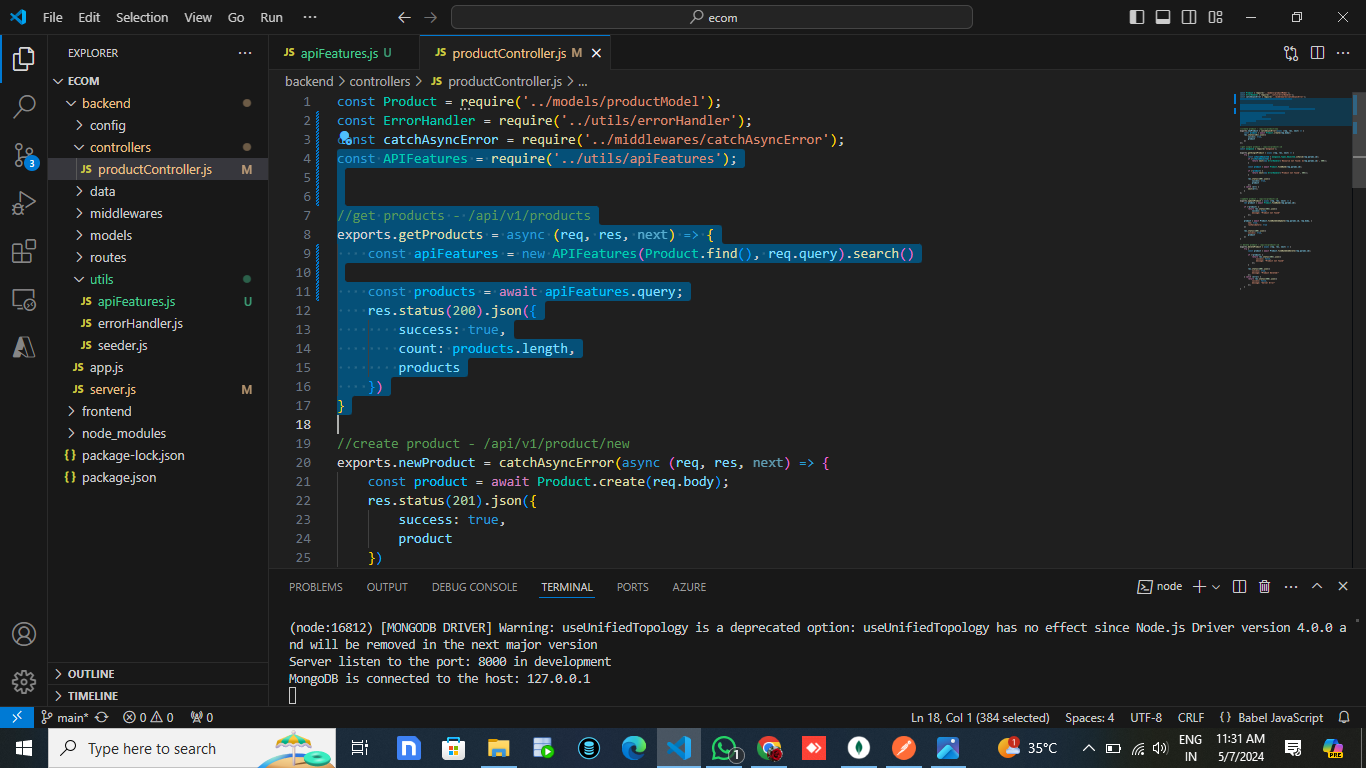 File Edit Selection View Go Run ···
ecom
EXPLORER ···
ECOM
backend
config
controllers
JS productController.js M
data
middlewares
models
routes
utils
JS apiFeatures.js U
JS errorHandler.js
JS seeder.js
JS app.js
JS server.js M
frontend
node_modules
{} package-lock.json
{} package.json
OUTLINE
TIMELINE
3
JS apiFeatures.js U
JS productController.js M
backend > controllers > JS productController.js > ...
1 const Product = require('../models/productModel');
2 const ErrorHandler = require('../utils/errorHandler');
3 const catchAsyncError = require('../middlewares/catchAsyncError');
4 const APIFeatures = require('../utils/apiFeatures');
5
6
7 //get products - /api/v1/products
8 exports.getProducts = async (req, res, next) => {
9 const apiFeatures = new APIFeatures(Product.find(), req.query).search()
10
11 const products = await apiFeatures.query;
12 res.status(200).json({
13 success: true,
14 count: products.length,
15 products
16 })
17 }
18
19 //create product - /api/v1/product/new
20 exports.newProduct = catchAsyncError(async (req, res, next) => {
21 const product = await Product.create(req.body);
22 res.status(201).json({
23 success: true,
24 product
25 })
PROBLEMS OUTPUT DEBUG CONSOLE TERMINAL PORTS AZURE
node
(node:16812) [MONGODB DRIVER] Warning: useUnifiedTopology is a deprecated option: useUnifiedTopology has no effect since Node.js Driver version 4.0.0 a
nd will be removed in the next major version
Server listen to the port: 8000 in development
MongoDB is connected to the host: 127.0.0.1
main* 0 0 0
Ln 18, Col 1 (384 selected) Spaces: 4 UTF-8 CRLF {} Babel JavaScript
Type here to search
1
1
35°C
ENG
IN
11:31 AM
5/7/2024
PRE